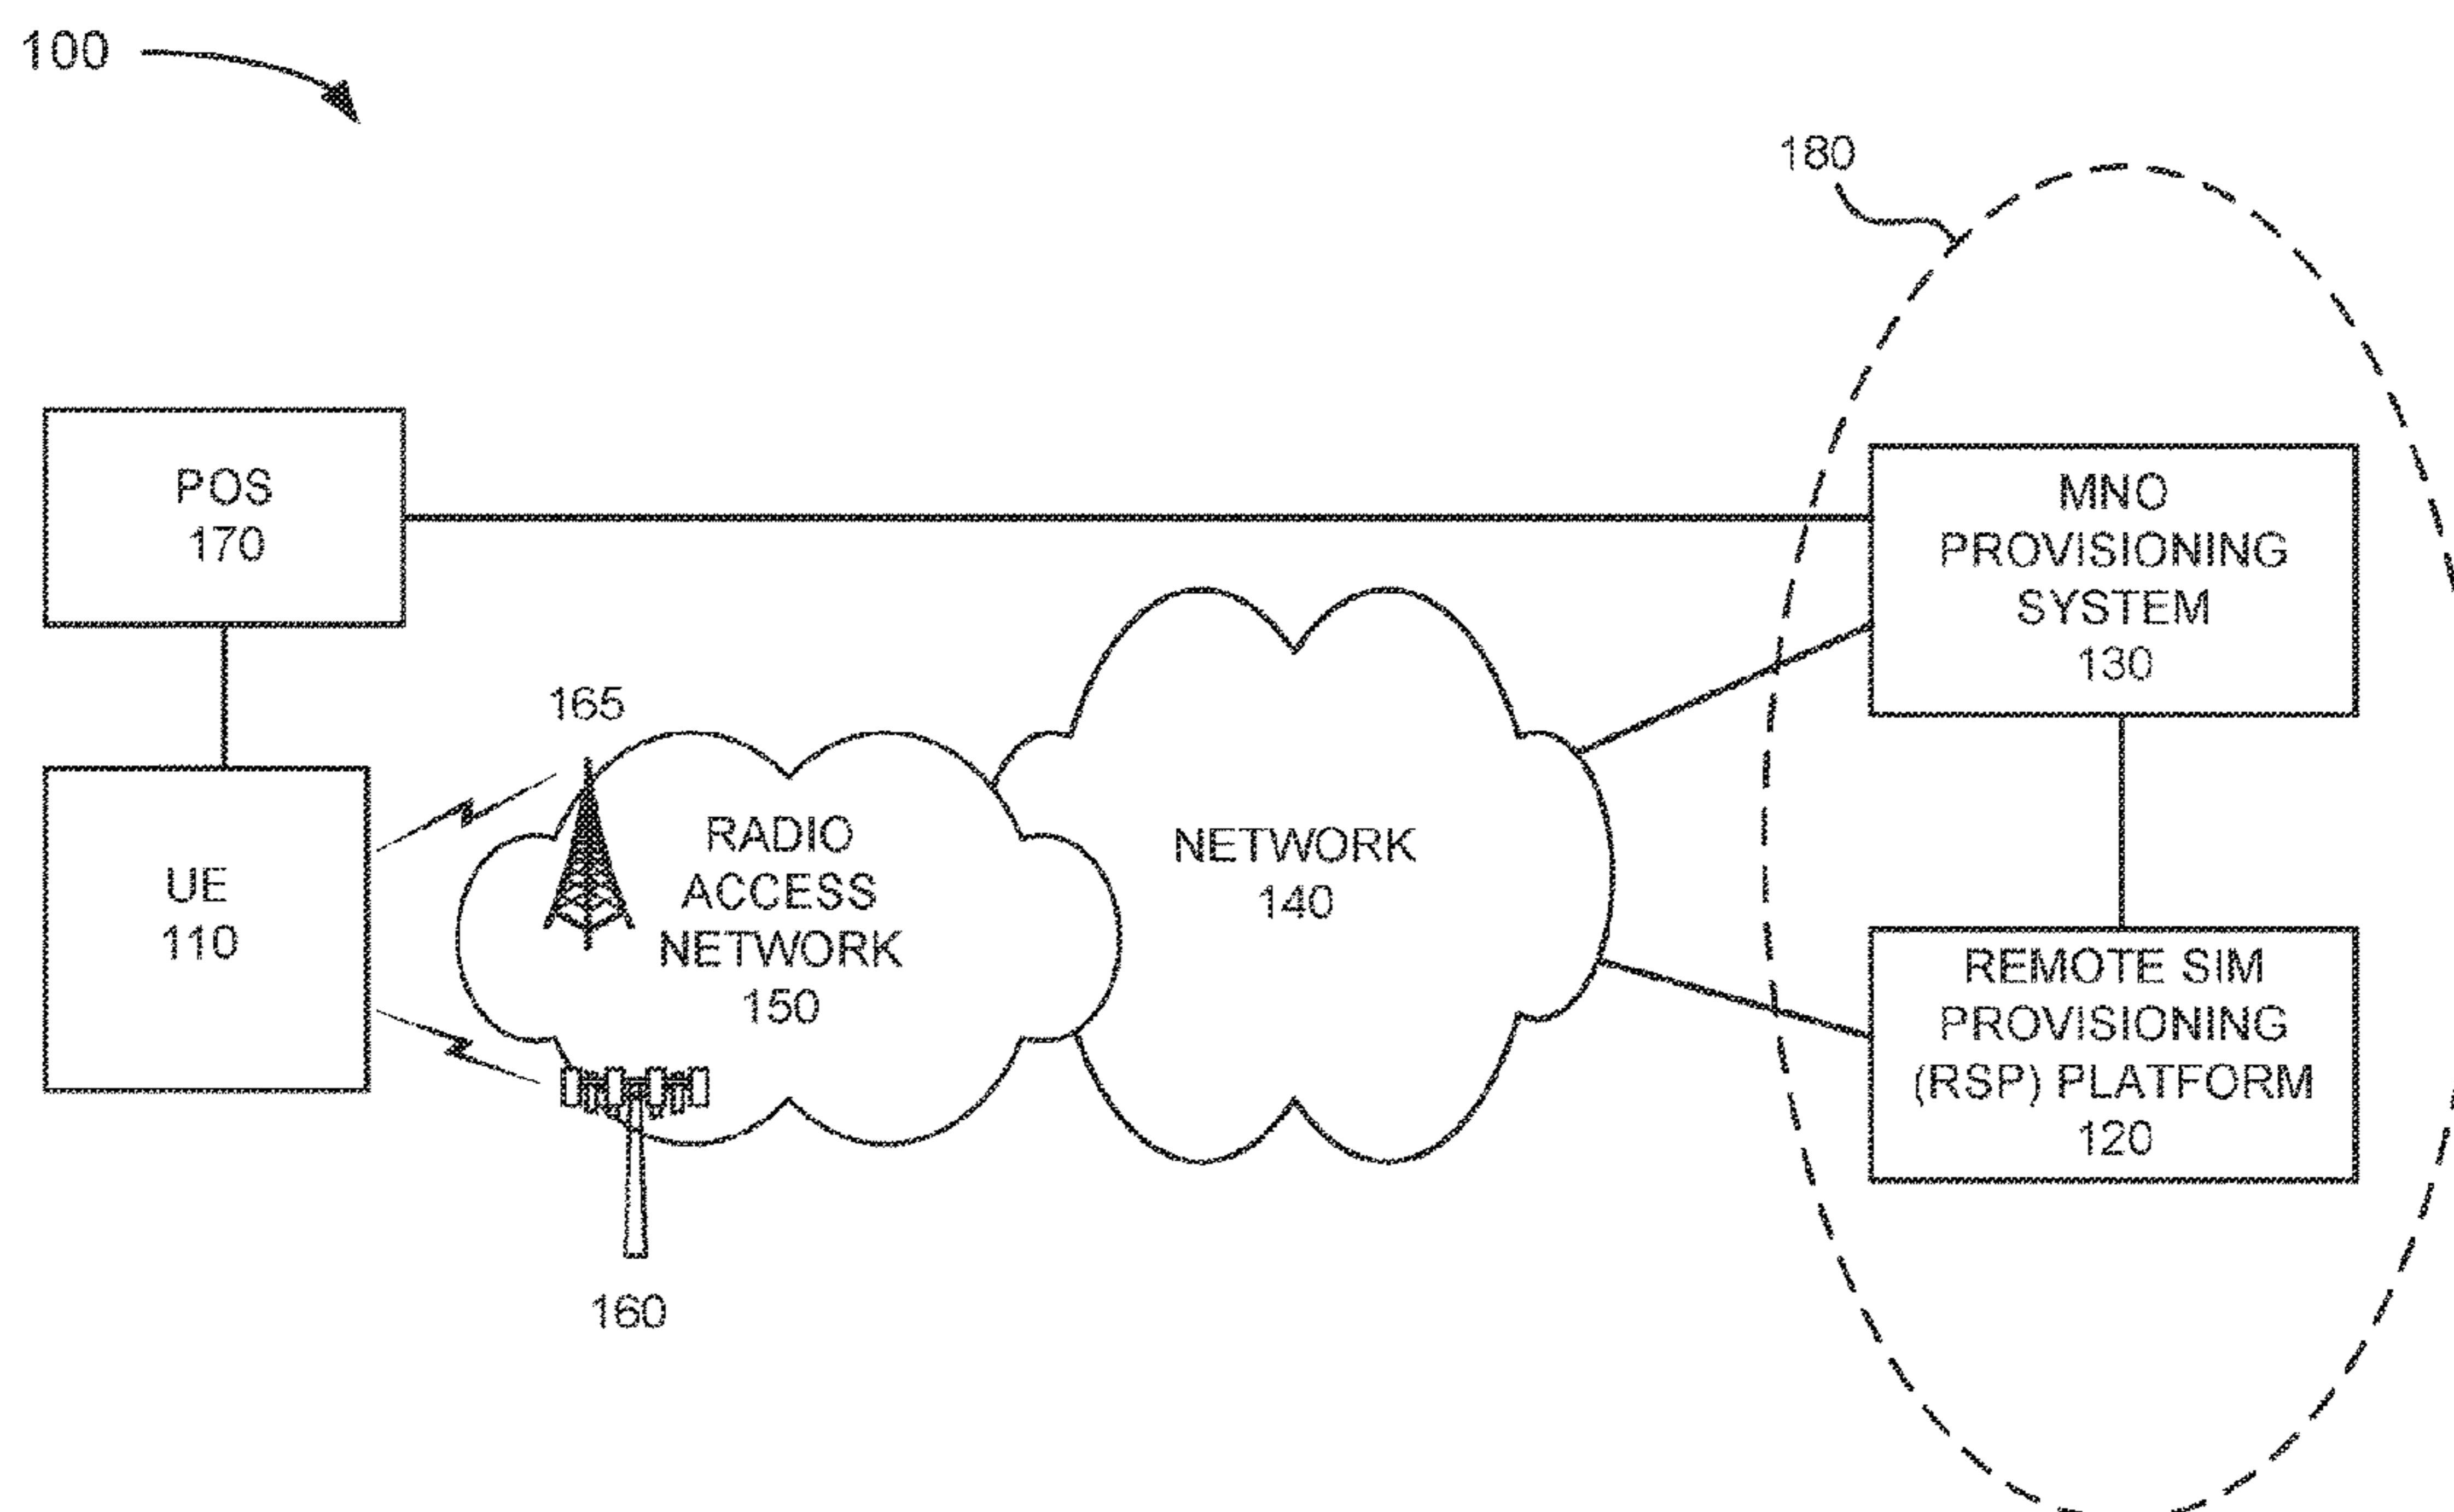 100
180
POS
170
MNO
PROVISIONING
SYSTEM
130
165
UE
110
RADIO
ACCESS
NETWORK
150
NETWORK
140
REMOTE SIM
PROVISIONING
(RSP) PLATFORM
120
160